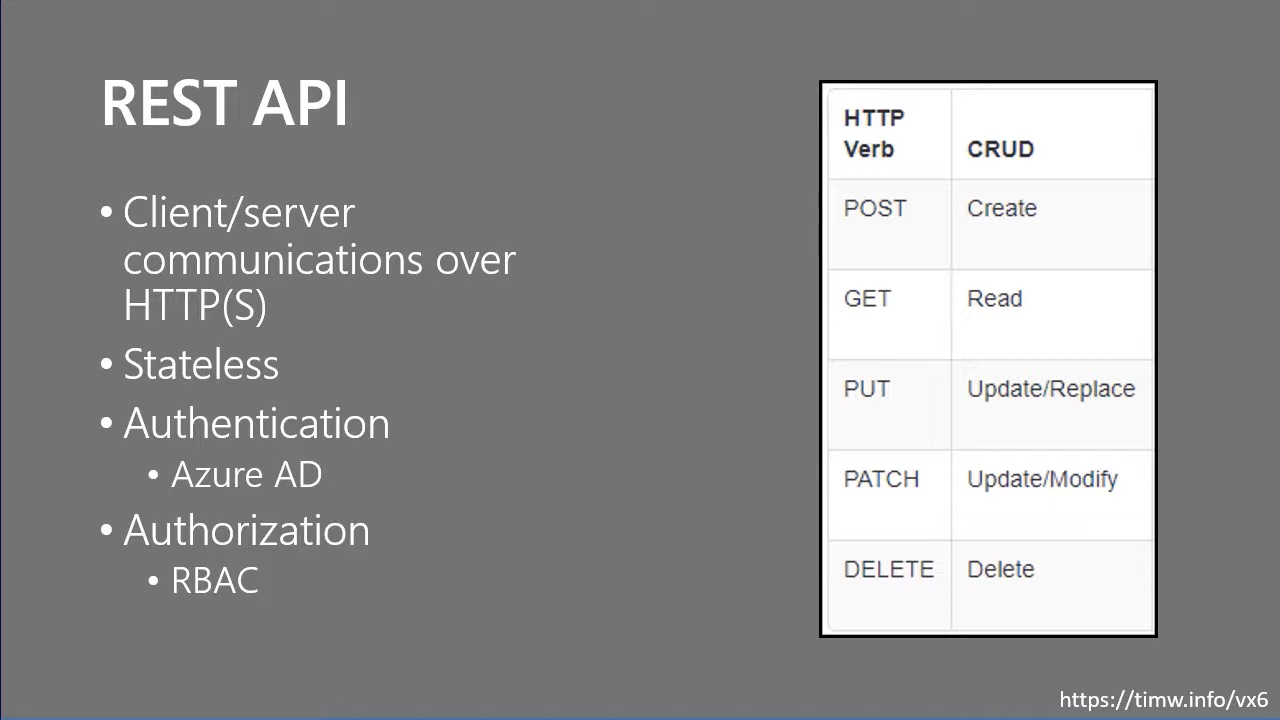 REST API
• Client/server
communications over
HTTP(S)
• Stateless
• Authentication
• Azure AD
• Authorization
• RBAC
HTTP
Verb CRUD
POST Create
GET Read
PUT Update/Replace
PATCH Update/Modify
DELETE Delete
https://timw.info/vx6